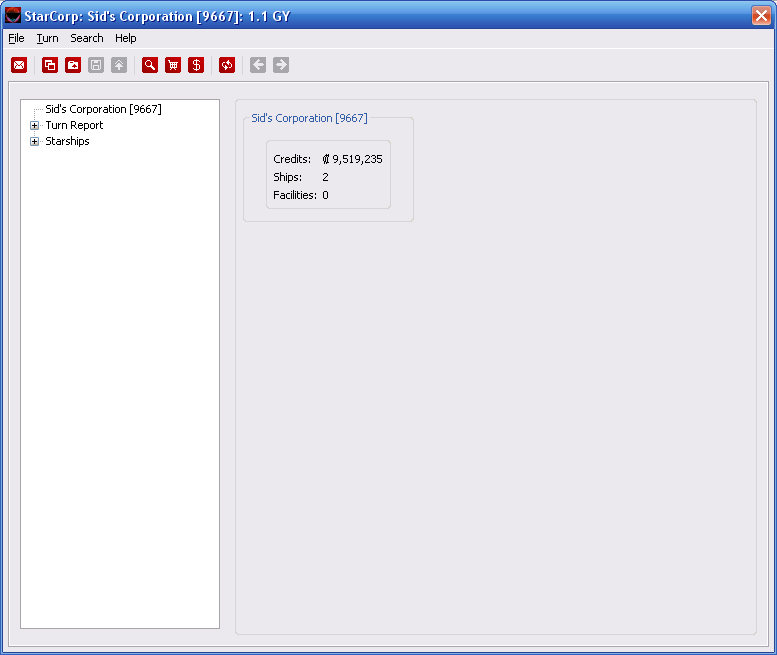 StarCorp: Sid's Corporation [9667]: 1.1 GY
File Turn Search Help
Sid's Corporation [9667]
Turn Report
Starships
Sid's Corporation [9667]
Credits: ₡ 9,519,235
Ships: 2
Facilities: 0